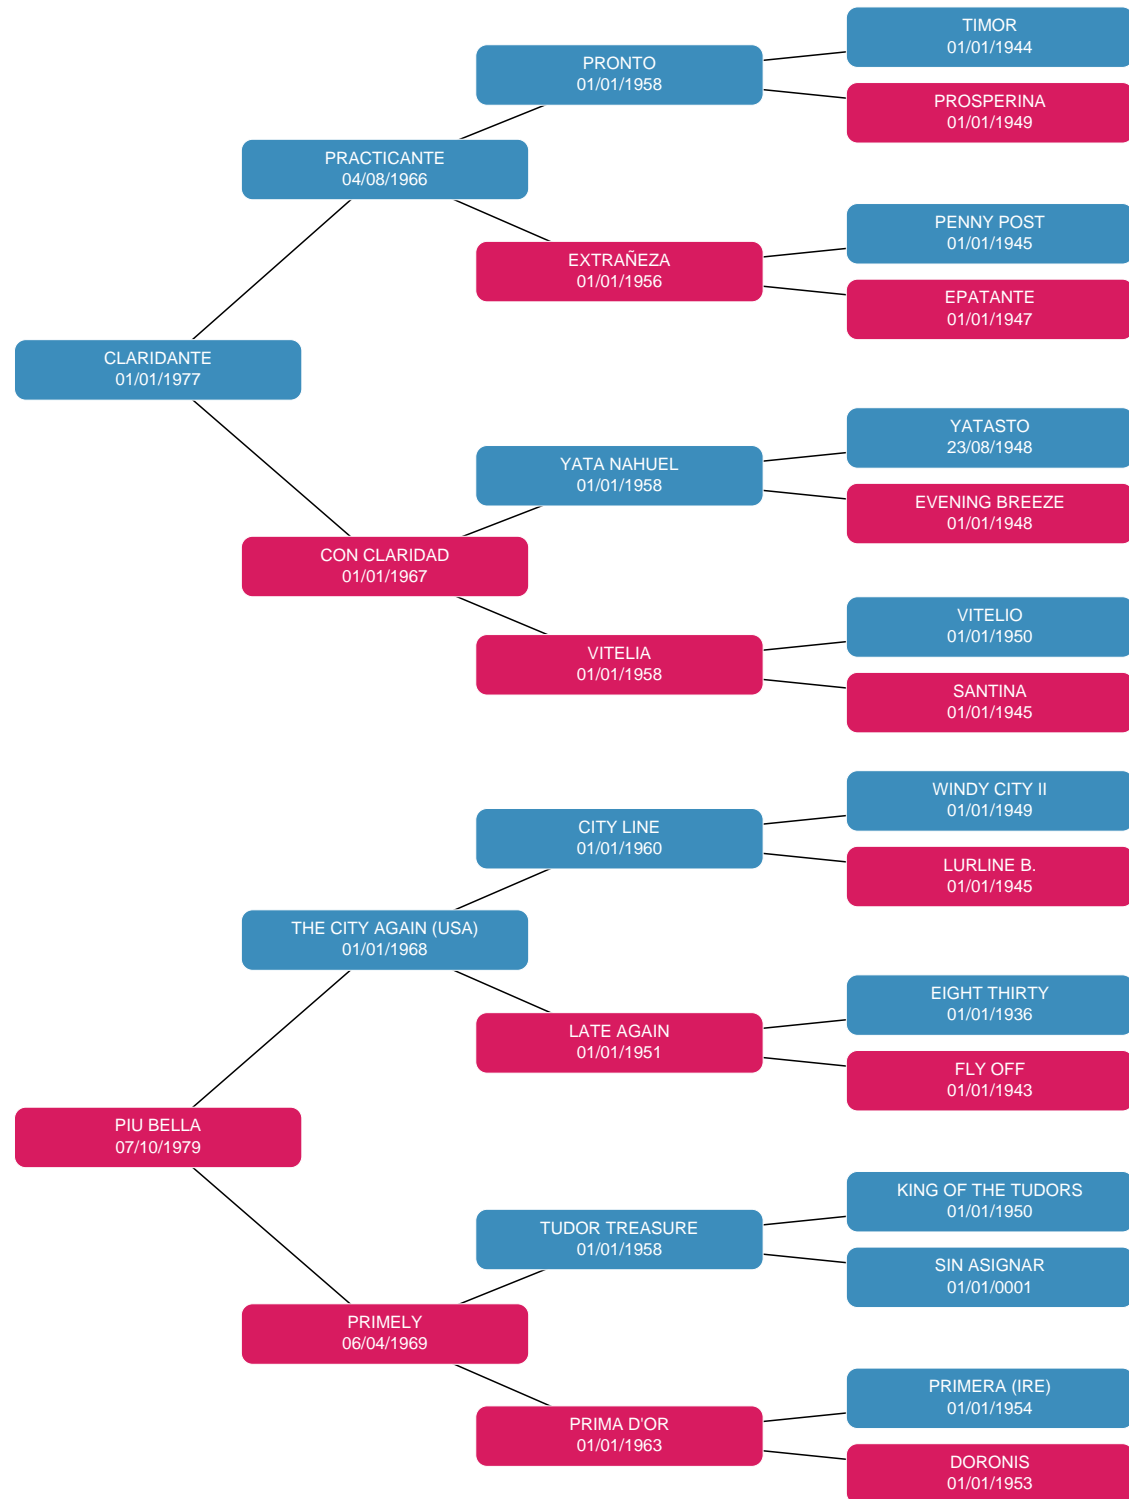 TIMOR
01/01/1944
PRONTO
01/01/1958
PROSPERINA
01/01/1949
PRACTICANTE
04/08/1966
PENNY POST
01/01/1945
EXTRAÑEZA
01/01/1956
EPATANTE
01/01/1947
CLARIDANTE
01/01/1977
YATASTO
23/08/1948
YATA NAHUEL
01/01/1958
EVENING BREEZE
01/01/1948
CON CLARIDAD
01/01/1967
VITELIO
01/01/1950
VITELIA
01/01/1958
SANTINA
01/01/1945
WINDY CITY II
01/01/1949
CITY LINE
01/01/1960
LURLINE B.
01/01/1945
THE CITY AGAIN (USA)
01/01/1968
EIGHT THIRTY
01/01/1936
LATE AGAIN
01/01/1951
FLY OFF
01/01/1943
PIU BELLA
07/10/1979
KING OF THE TUDORS
01/01/1950
TUDOR TREASURE
01/01/1958
SIN ASIGNAR
01/01/0001
PRIMELY
06/04/1969
PRIMERA (IRE)
01/01/1954
PRIMA D'OR
01/01/1963
DORONIS
01/01/1953